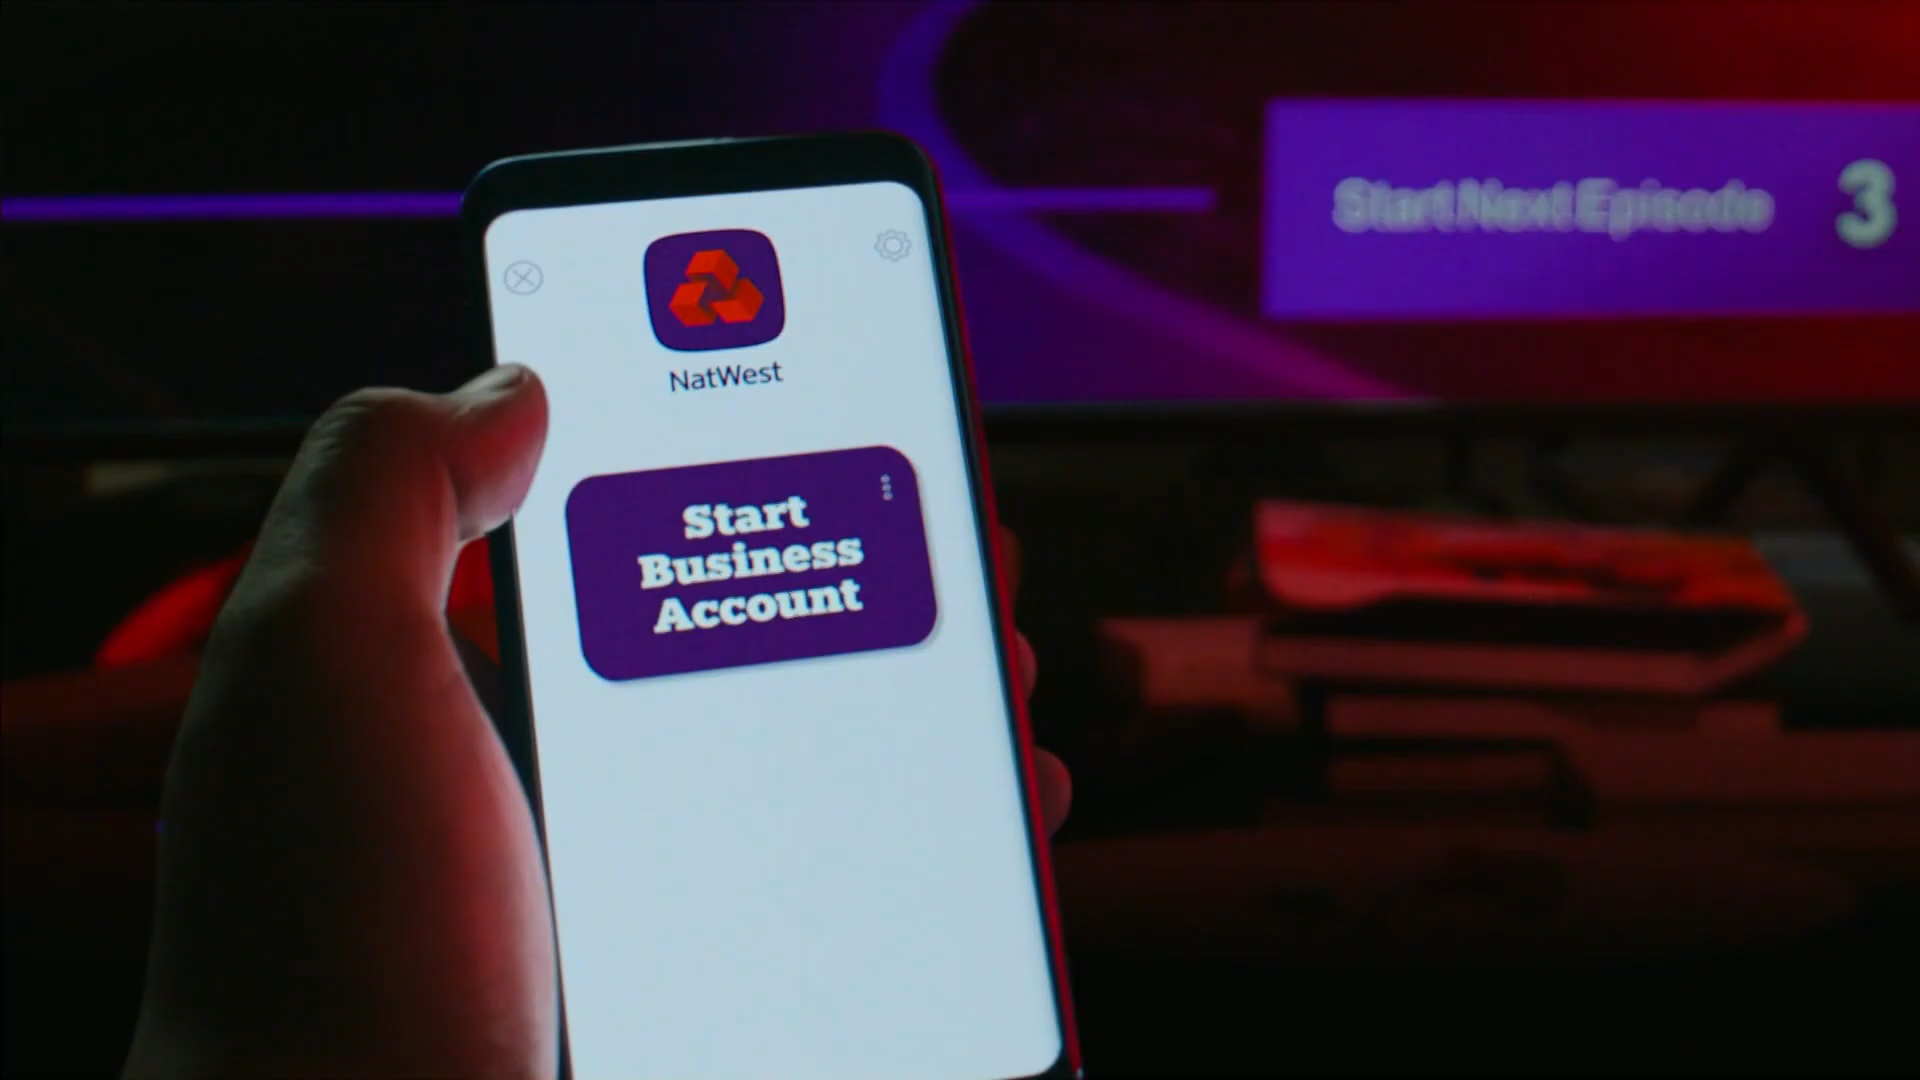 Start Next Episode 3
NatWest
Start
Business
Account